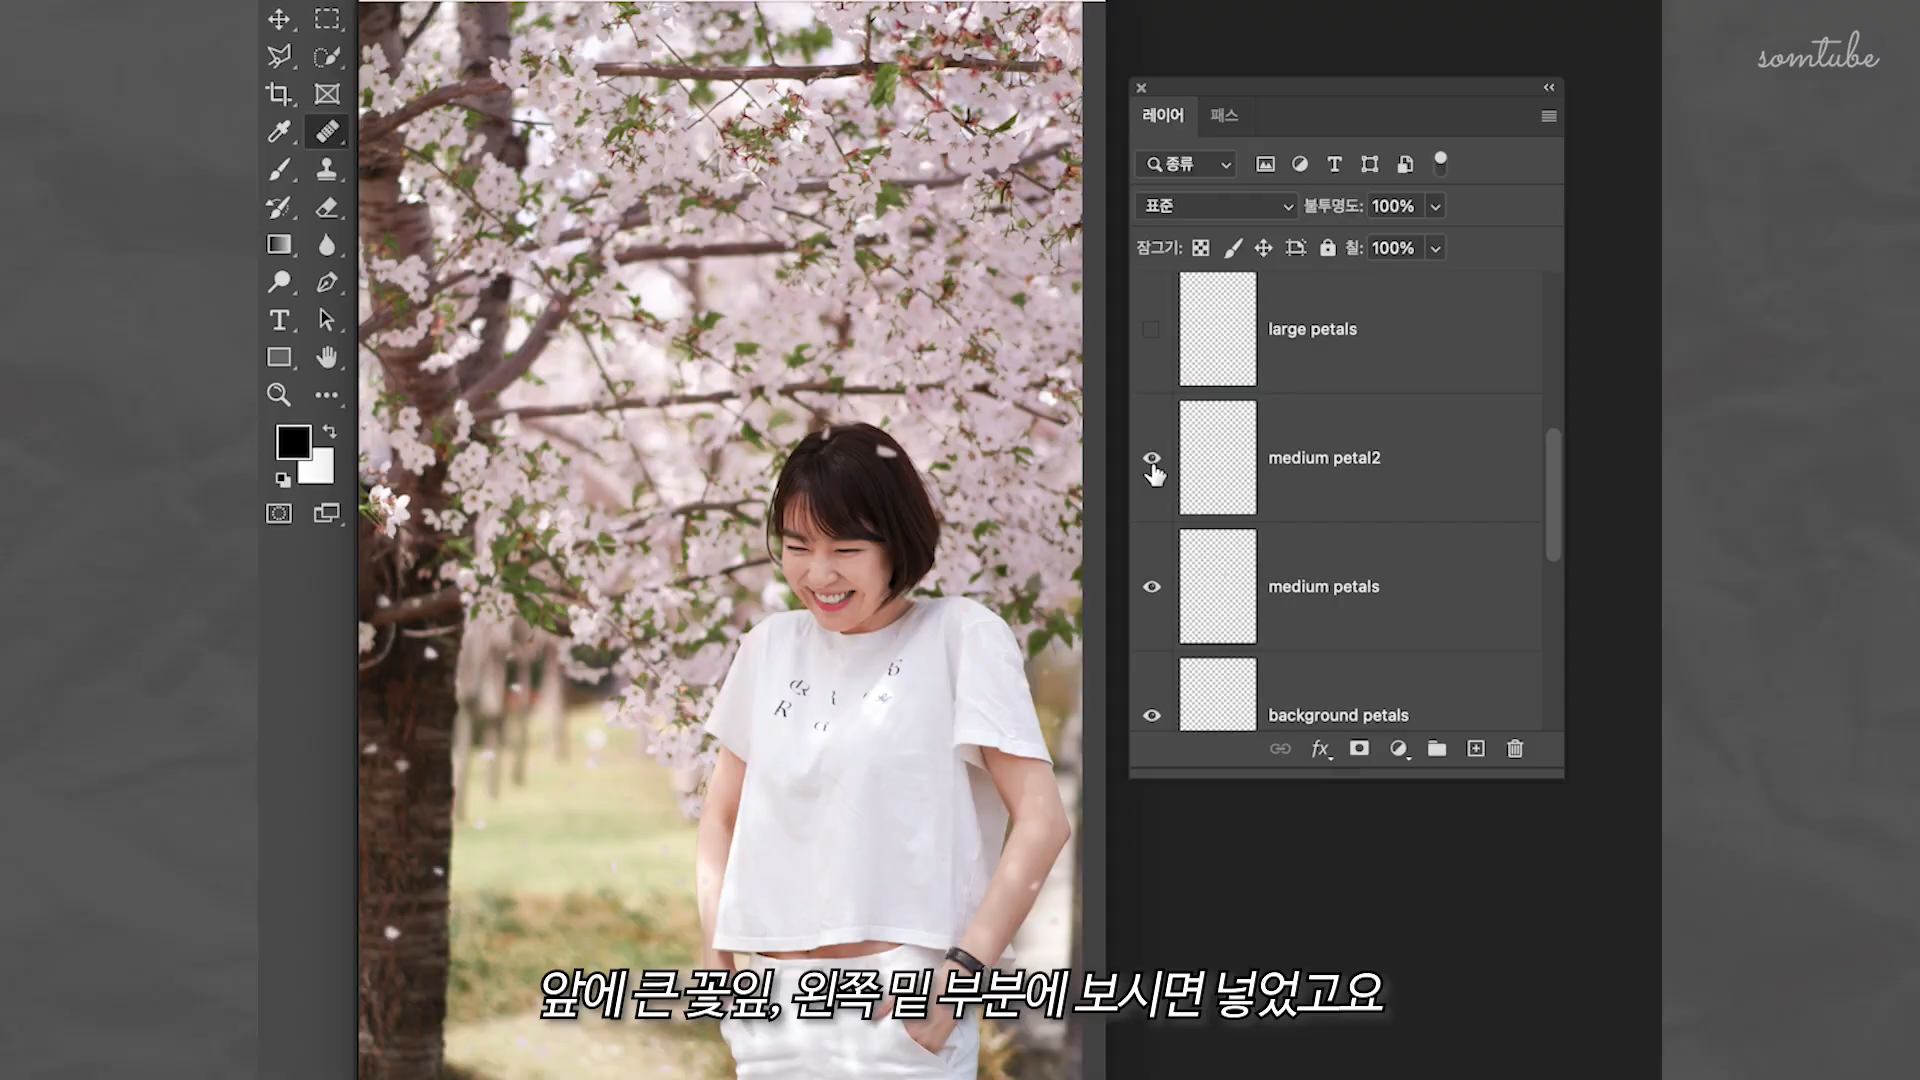 somtube
레이어 패스
종류
표준 불투명도: 100%
잠그기: 칠: 100%
large petals
medium petal2
medium petals
background petals
fx
앞에 큰 꽃잎, 왼쪽 밑 부분에 보시면 넣었고요